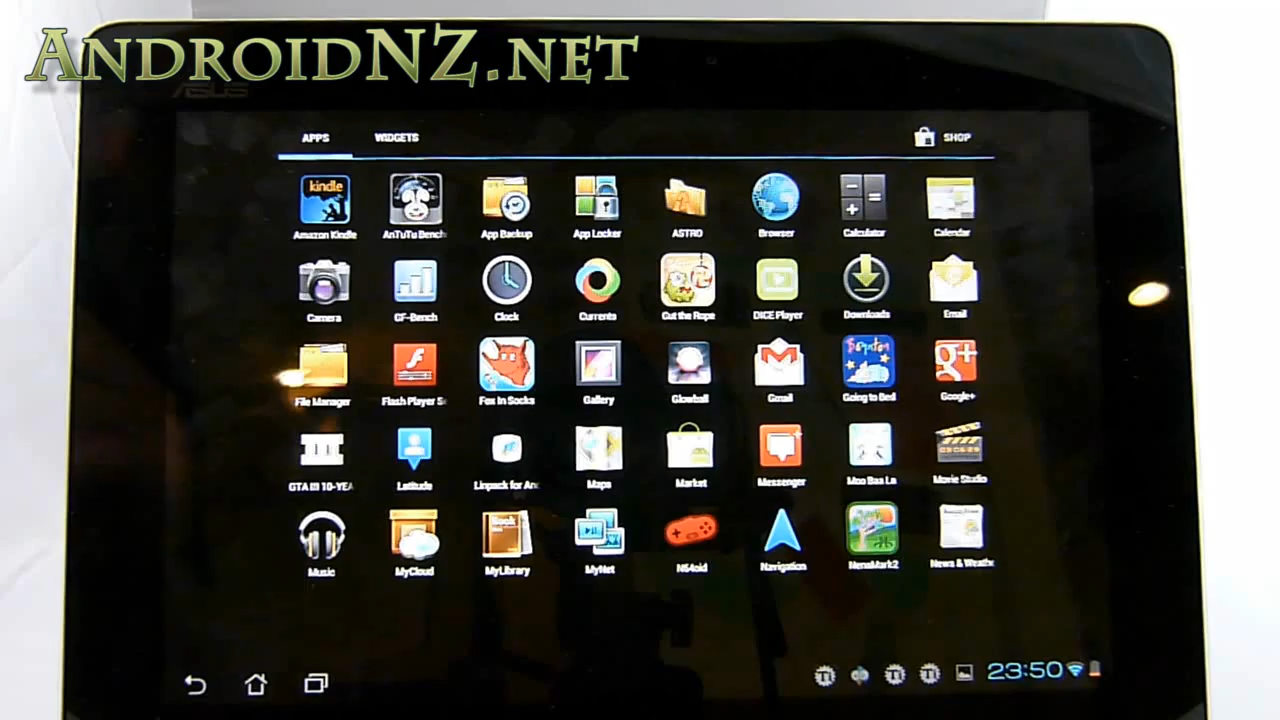 AndroidNZ.net
ASUS
APPS WIDGETS SHOP
kindle
Amazon Kindle AnTuTu Bench App Backup App Locker ASTRO Browser Calculator Calendar
Camera CF-Bench Clock Currents Cut the Rope DICE Player Downloads Email
File Manager Flash Player Se Fox In Socks Gallery Glowball Gmail Going to Bed Google+
GTA III 10-YEA Latitude Linpack for And Maps Market Messenger Moo Baa La Movie Studio
Music MyCloud MyLibrary MyNet N64oid Navigation NenaMark2 News & Weathe
23:50